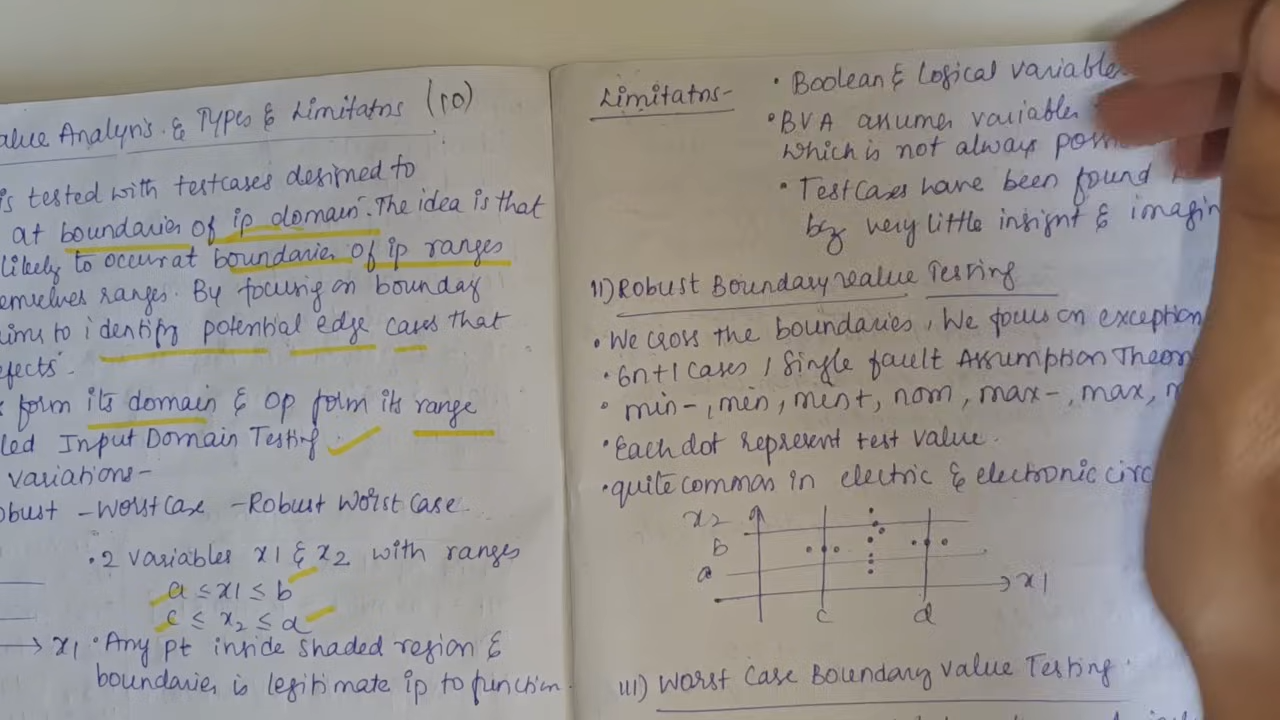 alue Analysis & Types & Limitatns (10)
is tested with testcases designed to
at boundaries of ip domain". The idea is that
likely to occur at boundaries of ip ranges
emselves ranges. By focusing on bounday
aims to identify potential edge cases that
efects".
form its domain & op form its range
led Input Domain Testing
variations-
obust -Worst Case -Robust Worst Case.
• 2 variables x1 & x2 with ranges
a ≤ x1 ≤ b
c ≤ x2 ≤ d
→ x1 • Any pt inside shaded region &
boundaries is legitimate ip to function.
Limitatns-
• Boolean & Logical variables
• BVA assumes variables
which is not always
• Testcases have been found
by very little insight & imagin
II) Robust Boundary Value Testing
• We cross the boundaries, We focus on exception
• 6n+1 cases / Single fault Assumption Theor
• min-, min, min+, nom, max-, max, m
• Each dot represent test value.
• quite common in electric & electronic circ
x2
b
a
x1
c d
III) Worst Case Boundary Value Testing